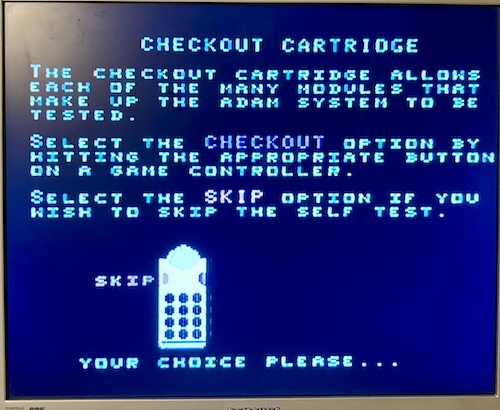 CHECKOUT CARTRIDGE
THE CHECKOUT CARTRIDGE ALLOWS
EACH OF THE MANY MODULES THAT
MAKE UP THE ADAM SYSTEM TO BE
TESTED.
SELECT THE CHECKOUT OPTION BY
HITTING THE APPROPRIATE BUTTON
ON A GAME CONTROLLER.
SELECT THE SKIP OPTION IF YOU
WISH TO SKIP THE SELF TEST.
SKIP
YOUR CHOICE PLEASE...